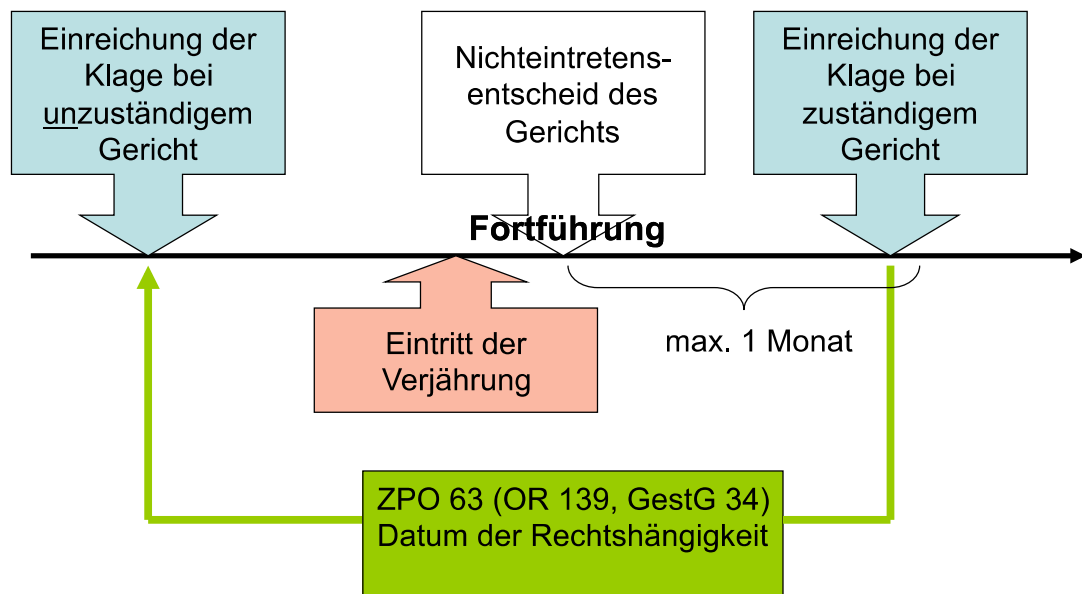 Einreichung der
Klage bei
unzuständigem
Gericht
Nichteintretens-
entscheid des
Gerichts
Einreichung der
Klage bei
zuständigem
Gericht
Fortführung
Eintritt der
Verjährung
max. 1 Monat
ZPO 63 (OR 139, GestG 34)
Datum der Rechtshängigkeit